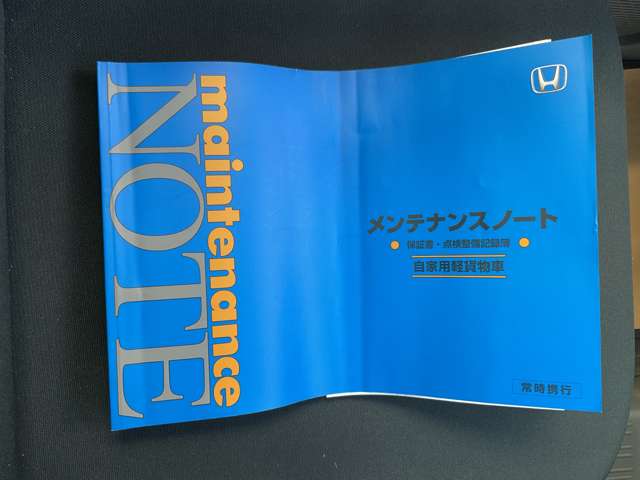 maintenance
NOTE
メンテナンスノート
保証書・点検整備記録簿
自家用軽貨物車
常時携行